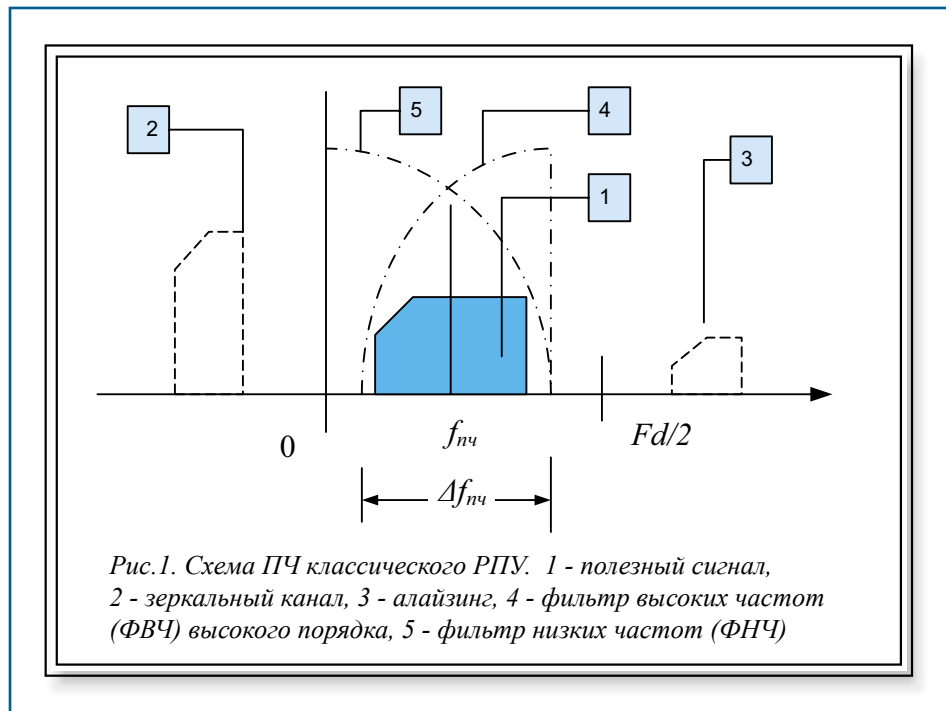 5
4
2
3
1
0
fпч
Fd/2
Δfпч
Рис.1. Схема ПЧ классического РПУ. 1 - полезный сигнал,
2 - зеркальный канал, 3 - алайзинг, 4 - фильтр высоких частот
(ФВЧ) высокого порядка, 5 - фильтр низких частот (ФНЧ)